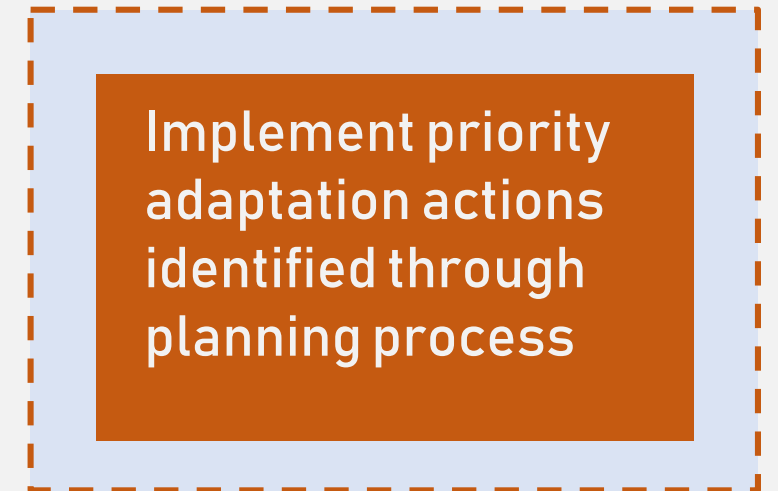 Implement priority
adaptation actions
identified through
planning process